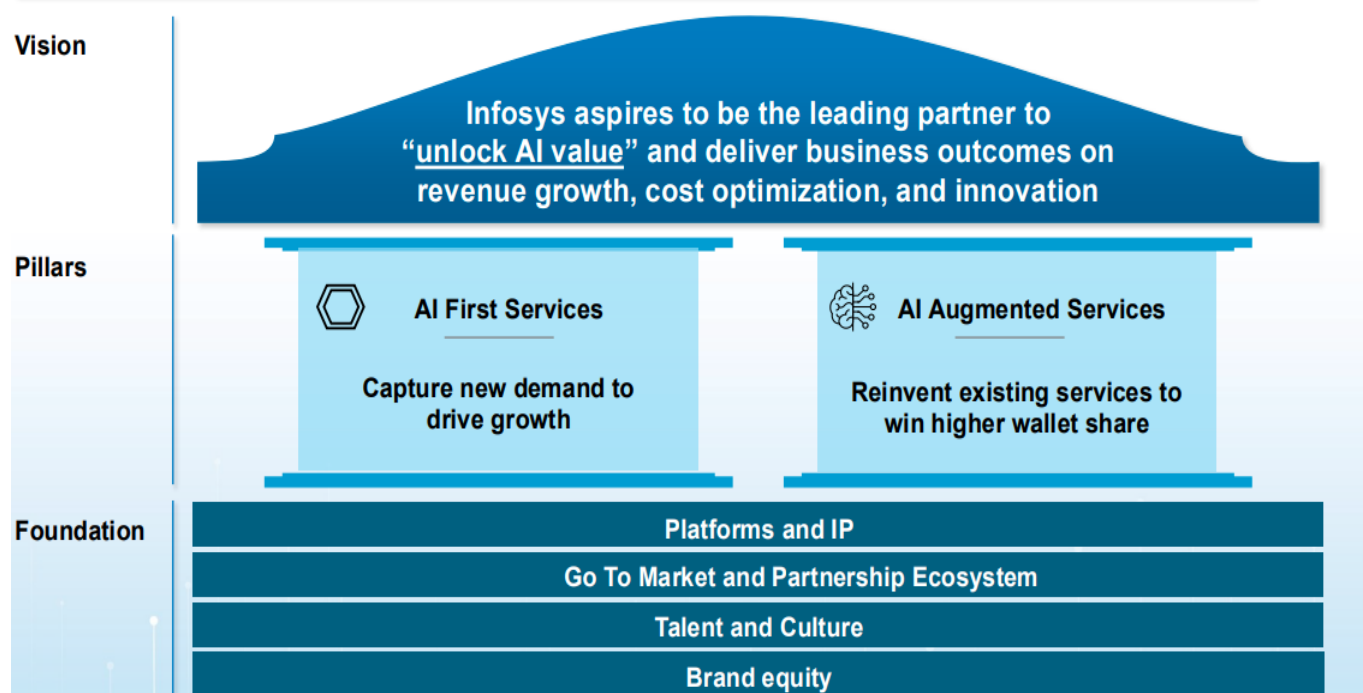 Vision
Infosys aspires to be the leading partner to
“unlock AI value” and deliver business outcomes on
revenue growth, cost optimization, and innovation
Pillars
AI First Services
Capture new demand to
drive growth
AI Augmented Services
Reinvent existing services to
win higher wallet share
Foundation
Platforms and IP
Go To Market and Partnership Ecosystem
Talent and Culture
Brand equity